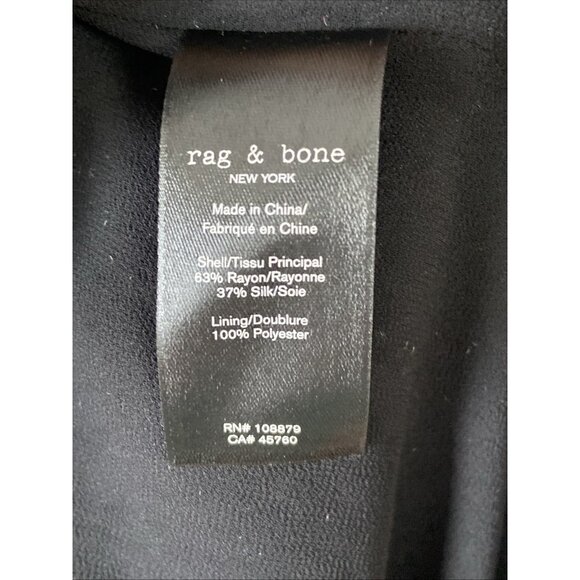 rag & bone
NEW YORK
Made in China/
Fabriqué en Chine
Shell/Tissu Principal
63% Rayon/Rayonne
37% Silk/Soie
Lining/Doublure
100% Polyester
RN# 108879
CA# 45760